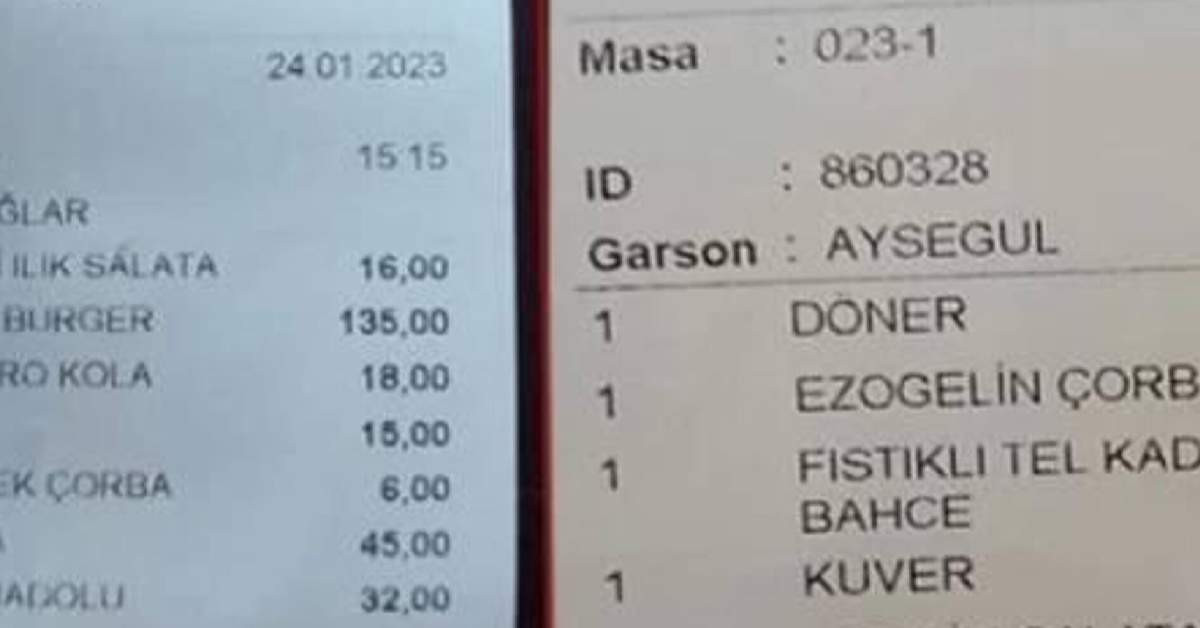 24 01 2023
15 15
ĞLAR
ILIK SALATA 16,00
BURGER 135,00
RO KOLA 18,00
15,00
EK ÇORBA 6,00
45,00
ADOLU 32,00
Masa : 023-1
ID : 860328
Garson : AYSEGUL
1 DÖNER
1 EZOGELİN ÇORB
1 FISTIKLI TEL KAD
BAHCE
1 KUVER